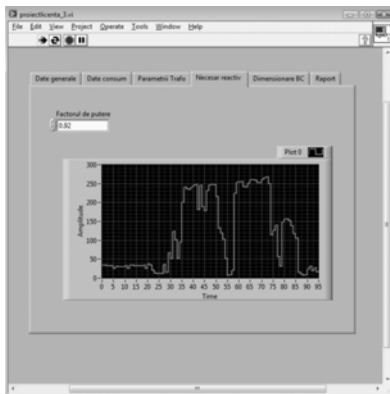 proiectlicenta_3.vi
File Edit View Project Operate Tools Window Help
Date generale Date consum Parametrii Trafo Necesar reactiv Dimensionare BC Raport
Factorul de putere
0,92
Plot 0
Amplitude
300
250
200
150
100
50
0
0 5 10 15 20 25 30 35 40 45 50 55 60 65 70 75 80 85 90 95
Time